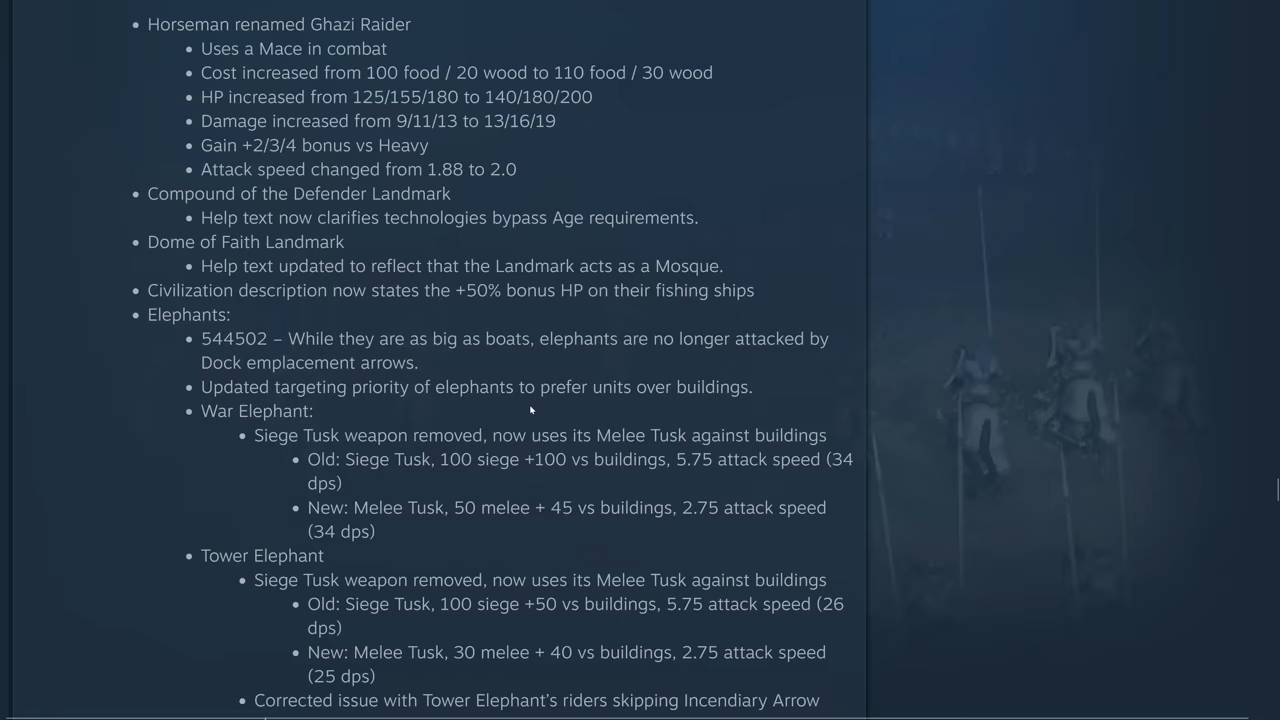 • Horseman renamed Ghazi Raider
• Uses a Mace in combat
• Cost increased from 100 food / 20 wood to 110 food / 30 wood
• HP increased from 125/155/180 to 140/180/200
• Damage increased from 9/11/13 to 13/16/19
• Gain +2/3/4 bonus vs Heavy
• Attack speed changed from 1.88 to 2.0
• Compound of the Defender Landmark
• Help text now clarifies technologies bypass Age requirements.
• Dome of Faith Landmark
• Help text updated to reflect that the Landmark acts as a Mosque.
• Civilization description now states the +50% bonus HP on their fishing ships
• Elephants:
• 544502 – While they are as big as boats, elephants are no longer attacked by
Dock emplacement arrows.
• Updated targeting priority of elephants to prefer units over buildings.
• War Elephant:
• Siege Tusk weapon removed, now uses its Melee Tusk against buildings
• Old: Siege Tusk, 100 siege +100 vs buildings, 5.75 attack speed (34
dps)
• New: Melee Tusk, 50 melee + 45 vs buildings, 2.75 attack speed
(34 dps)
• Tower Elephant
• Siege Tusk weapon removed, now uses its Melee Tusk against buildings
• Old: Siege Tusk, 100 siege +50 vs buildings, 5.75 attack speed (26
dps)
• New: Melee Tusk, 30 melee + 40 vs buildings, 2.75 attack speed
(25 dps)
• Corrected issue with Tower Elephant's riders skipping Incendiary Arrow